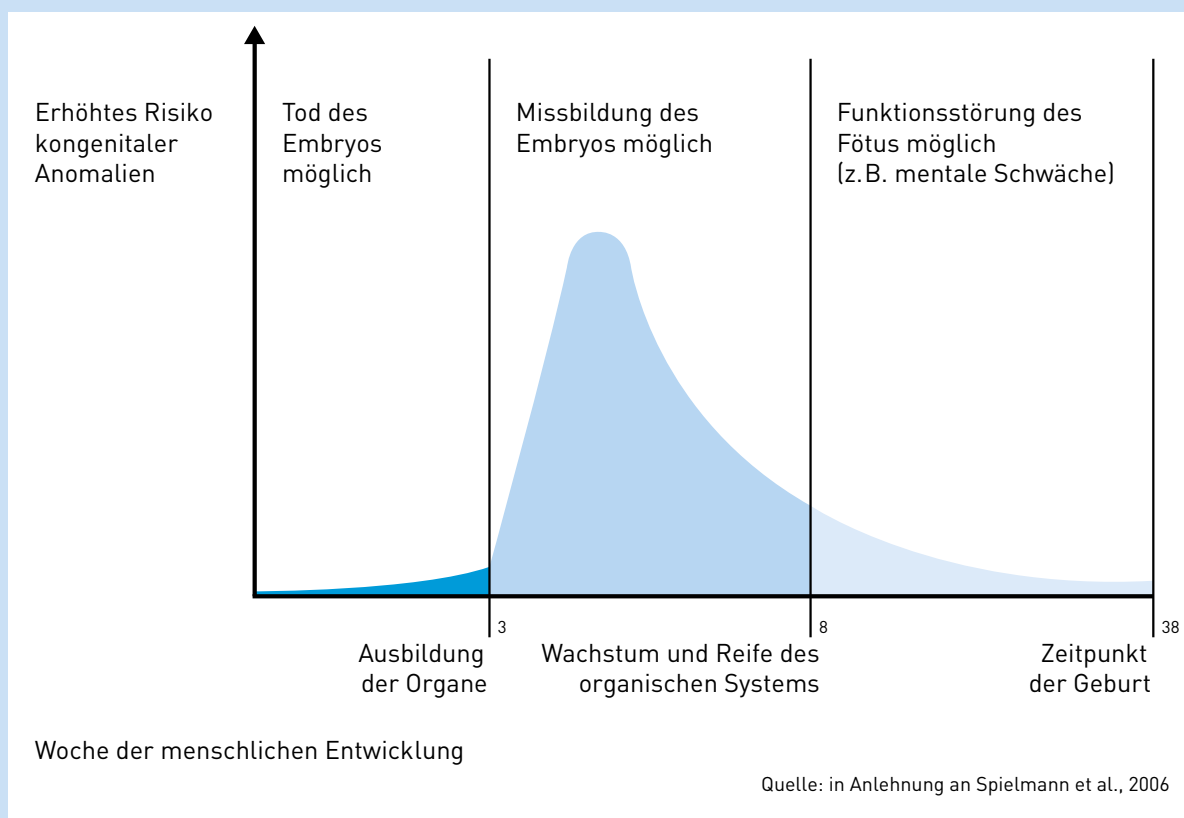 Erhöhtes Risiko
kongenitaler
Anomalien
Tod des
Embryos
möglich
Missbildung des
Embryos möglich
Funktionsstörung des
Fötus möglich
(z.B. mentale Schwäche)
3
8
38
Ausbildung
der Organe
Wachstum und Reife des
organischen Systems
Zeitpunkt
der Geburt
Woche der menschlichen Entwicklung
Quelle: in Anlehnung an Spielmann et al., 2006